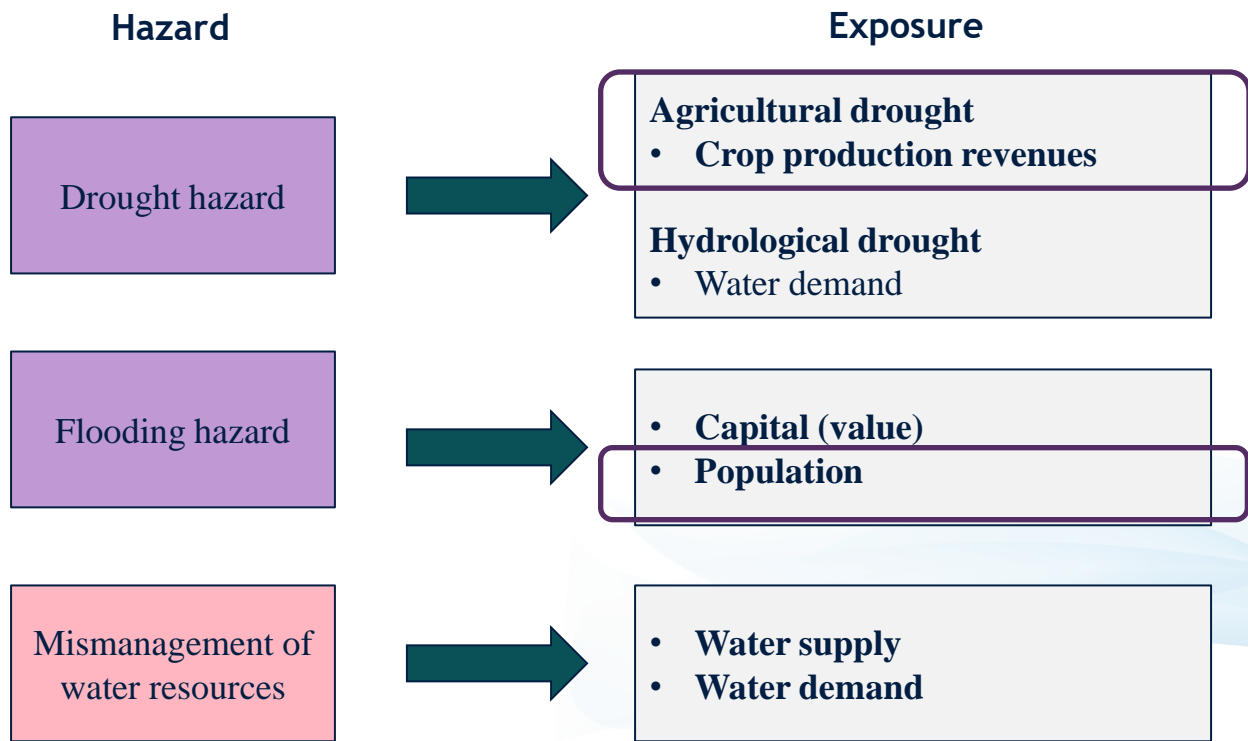 Hazard
Exposure
Drought hazard
Agricultural drought
• Crop production revenues
Hydrological drought
• Water demand
Flooding hazard
• Capital (value)
• Population
Mismanagement of
water resources
• Water supply
• Water demand